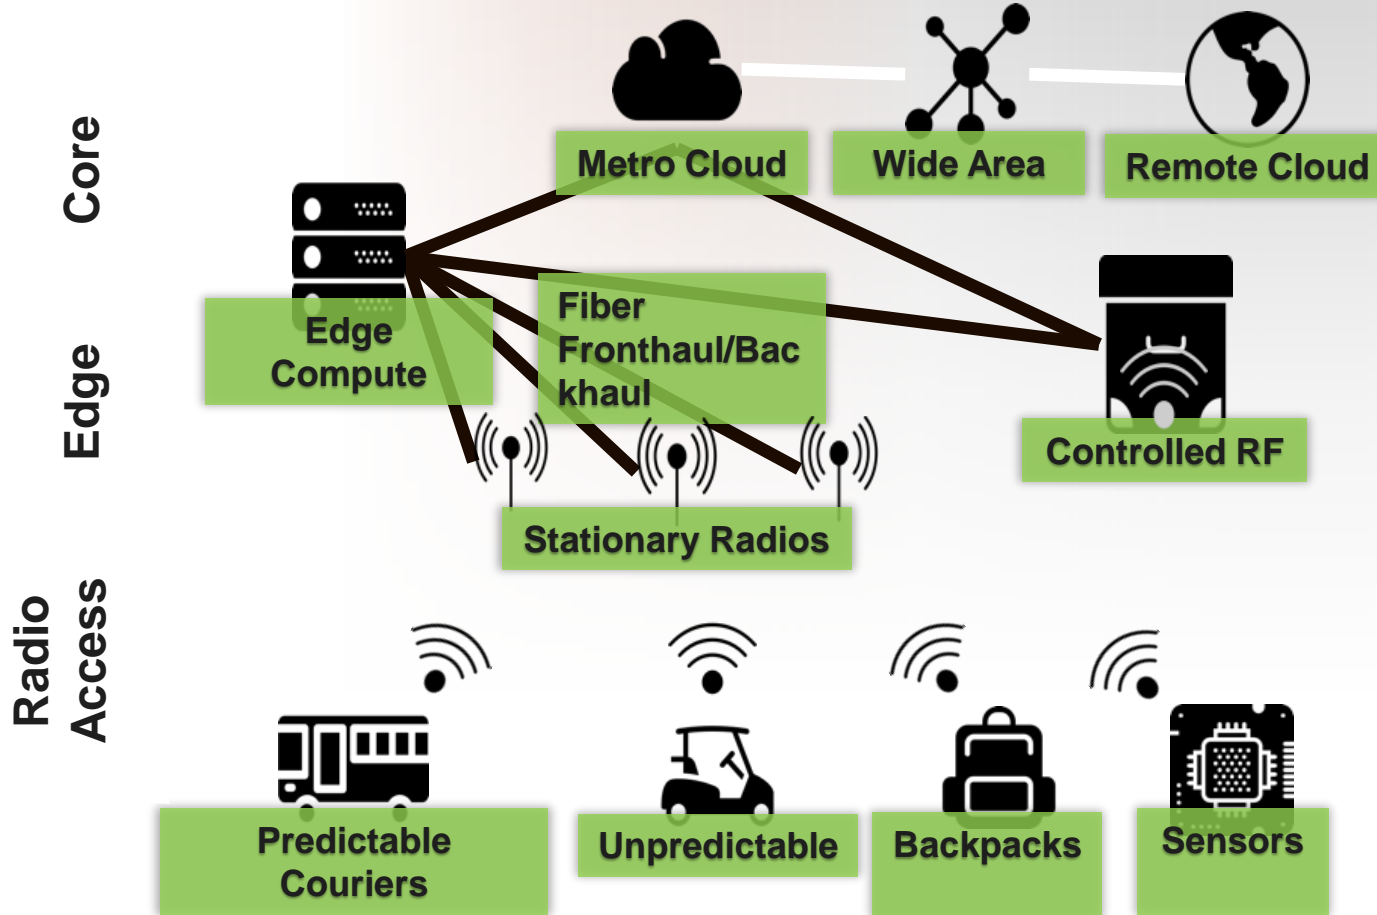 Core
Metro Cloud
Wide Area
Remote Cloud
Edge
Edge
Compute
Fiber
Fronthaul/Bac
khaul
Controlled RF
Stationary Radios
Radio
Access
Predictable
Couriers
Unpredictable
Backpacks
Sensors